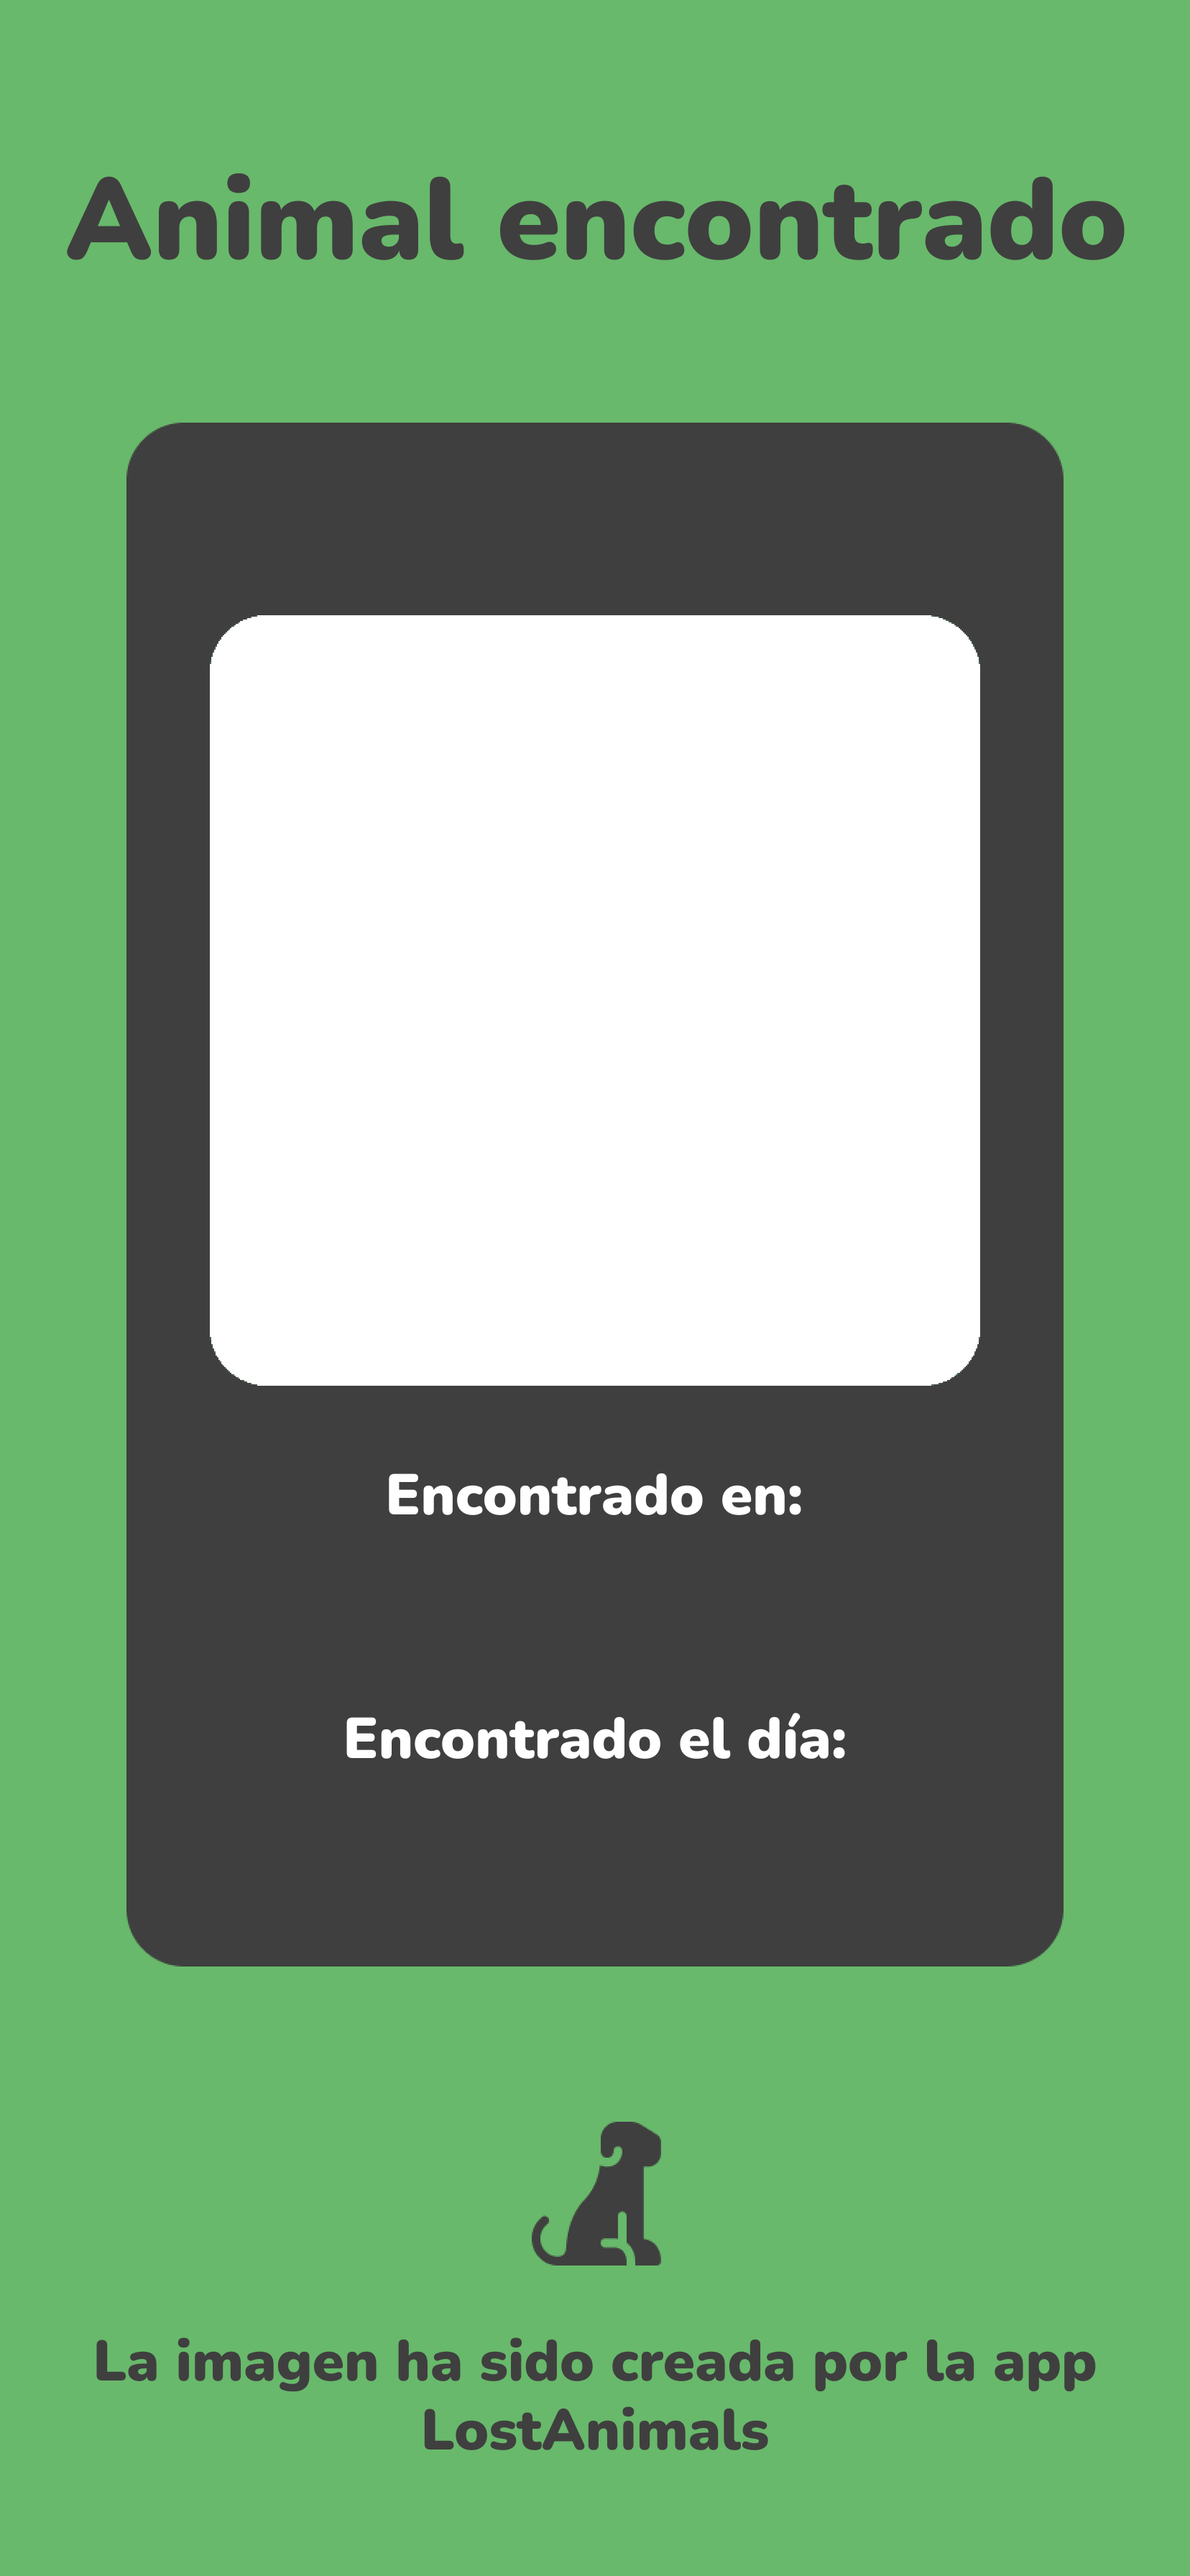 Animal encontrado
Encontrado en:
Encontrado el día:
La imagen ha sido creada por la app
LostAnimals